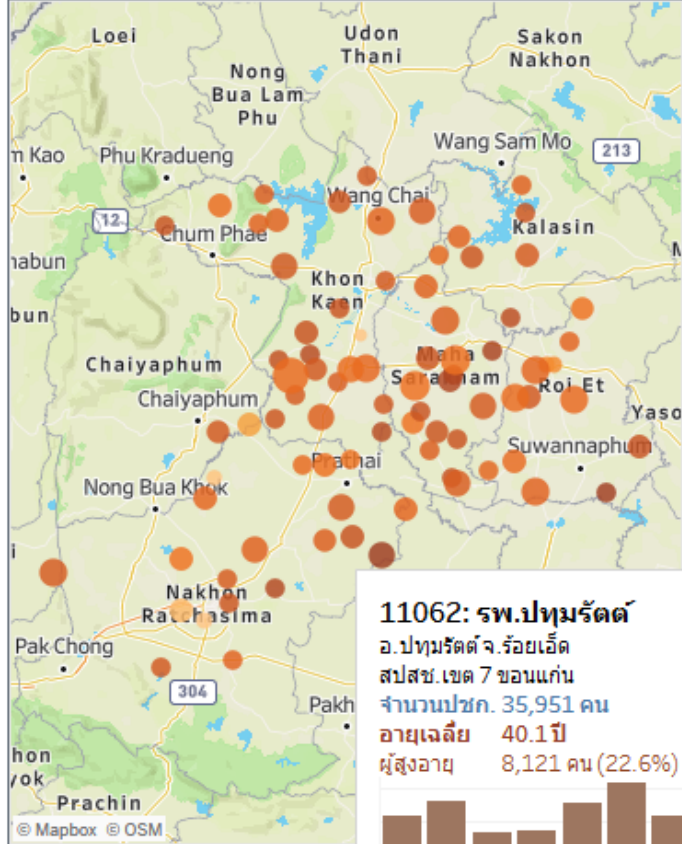 Loei
Udon
Thani
Sakon
Nakhon
Nong
Bua Lam
Phu
Wang Sam Mo
213
m Kao
Phu Kradueng
Wang Chai
12
Chum Phae
Kalasin
nabun
Khon
Kaen
bun
Chaiyaphum
Maha
Sarakham
Roi Et
Chaiyaphum
Yaso
Suwannaphum
Prathai
Nong Bua Khok
Nakhon
Ratchasima
Pak Chong
304
Pakh
hon
yok
Prachin
© Mapbox © OSM
11062: รพ.ปทุมรัตต์
อ.ปทุมรัตต์ จ.ร้อยเอ็ด
สปสช.เขต 7 ขอนแก่น
จำนวนปชก. 35,951 คน
อายุเฉลี่ย 40.1 ปี
ผู้สูงอายุ 8,121 คน (22.6%)